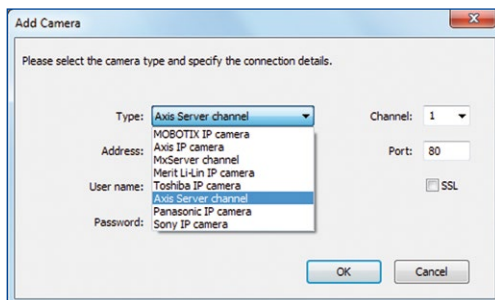 Add Camera
Please select the camera type and specify the connection details.
Type: Axis Server channel Channel: 1
MOBOTIX IP camera
Axis IP camera
MxServer channel
Merit Li-Lin IP camera
Toshiba IP camera
Axis Server channel
Panasonic IP camera
Sony IP camera
Address: Port: 80
User name: SSL
Password:
OK Cancel